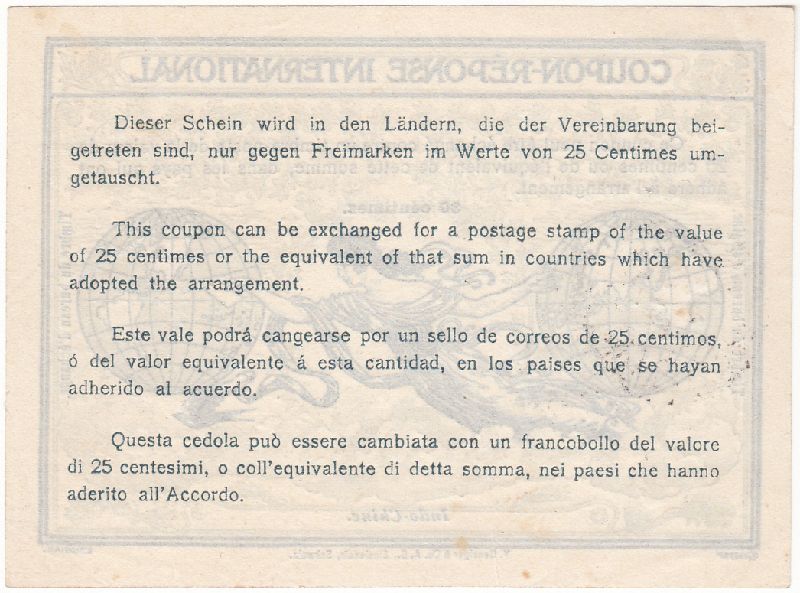 Dieser Schein wird in den Ländern, die der Vereinbarung bei-
getreten sind, nur gegen Freimarken im Werte von 25 Centimes um-
getauscht.
This coupon can be exchanged for a postage stamp of the value
of 25 centimes or the equivalent of that sum in countries which have
adopted the arrangement.
Este vale podrá cangearse por un sello de correos de 25 centimos,
ó del valor equivalente á esta cantidad, en los paises que se hayan
adherido al acuerdo.
Questa cedola può essere cambiata con un francobollo del valore
di 25 centesimi, o coll'equivalente di detta somma, nei paesi che hanno
aderito all'Accordo.
COUPON-RÉPONSE INTERNATIONAL
30 centimes.
Indo-Chine.